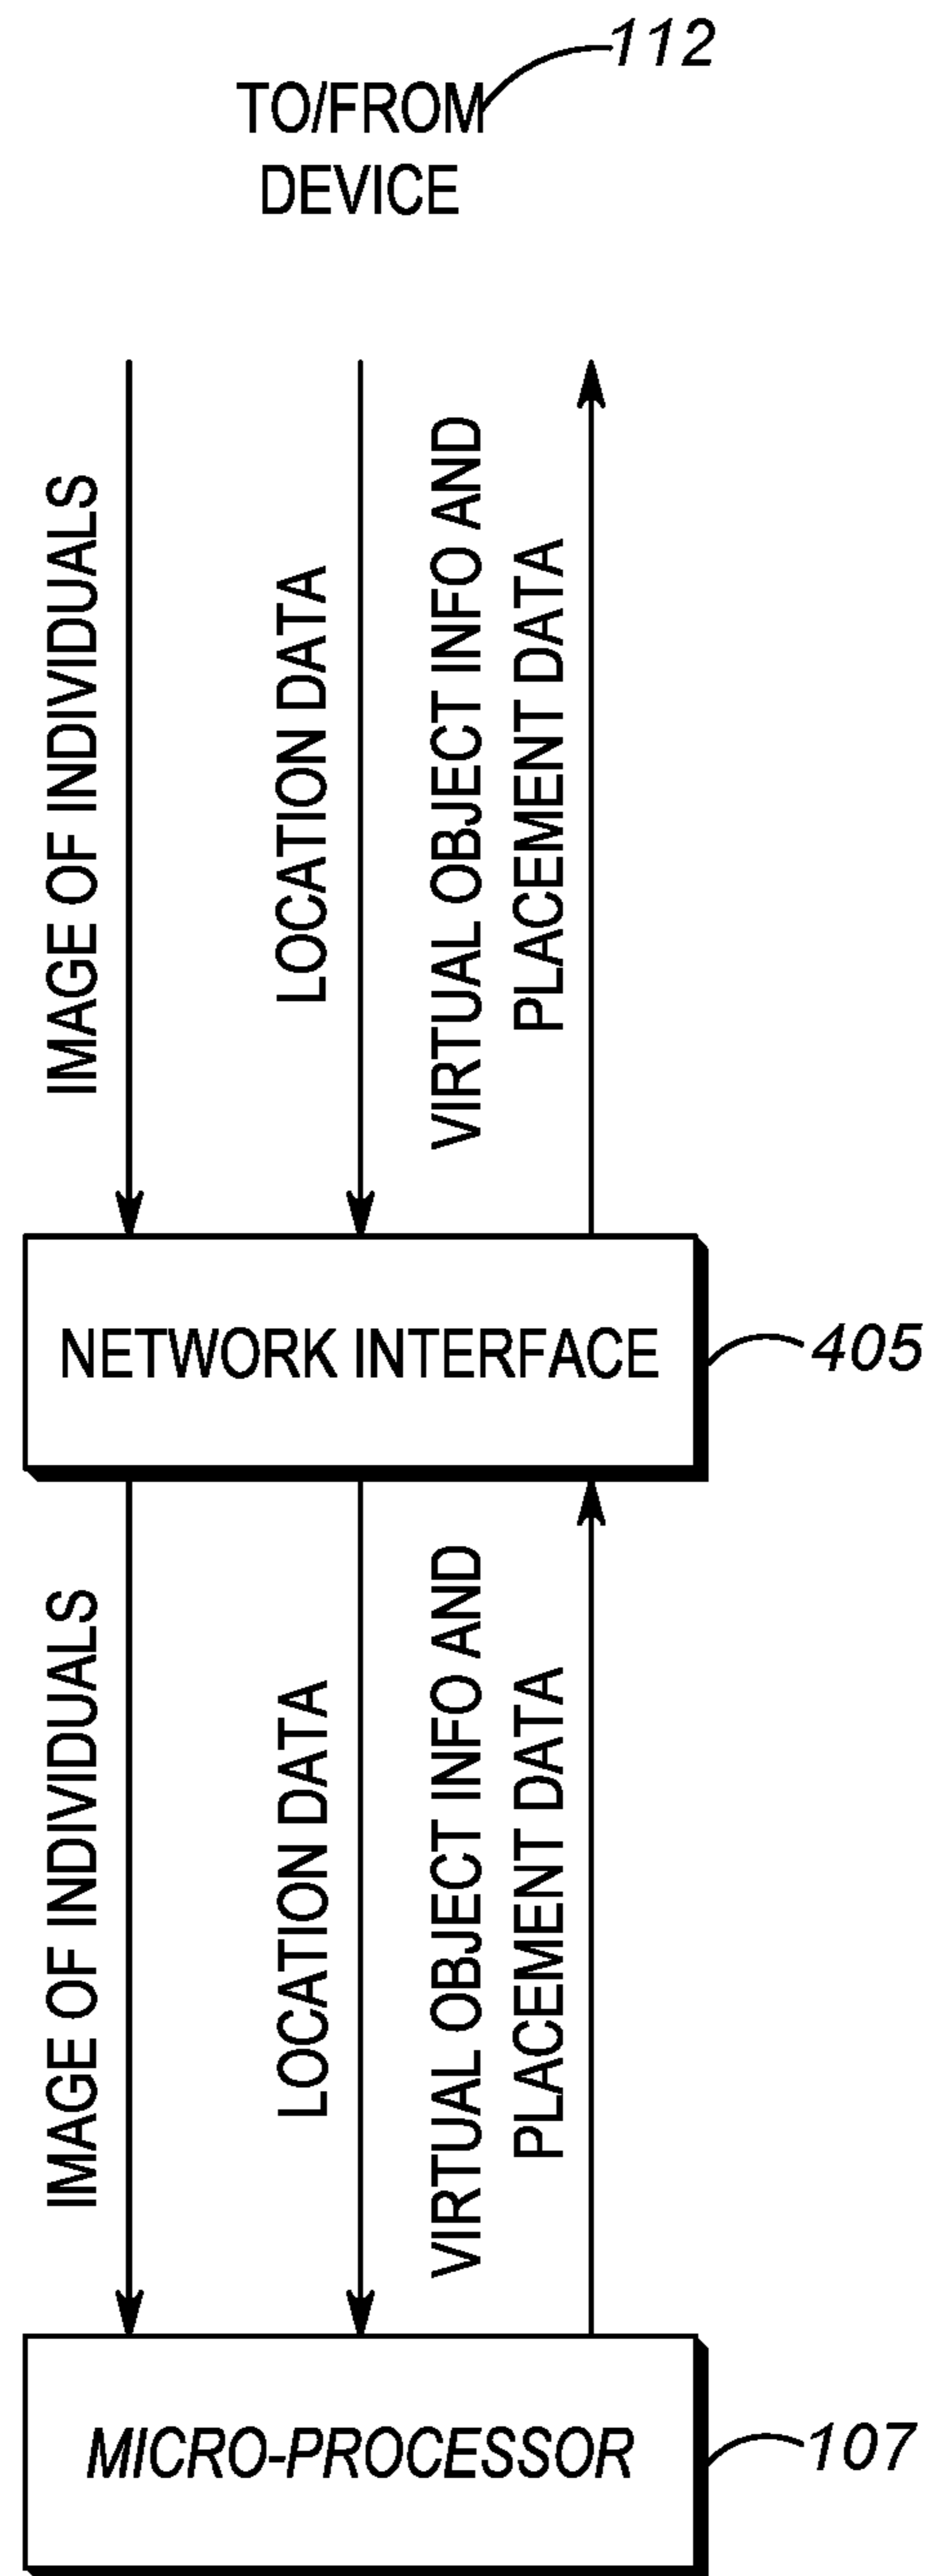 112
TO/FROM
DEVICE
IMAGE OF INDIVIDUALS
LOCATION DATA
VIRTUAL OBJECT INFO AND
PLACEMENT DATA
NETWORK INTERFACE
405
IMAGE OF INDIVIDUALS
LOCATION DATA
VIRTUAL OBJECT INFO AND
PLACEMENT DATA
MICRO-PROCESSOR
107